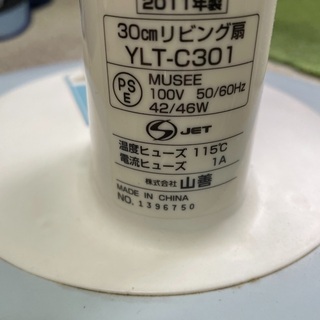 2011年製
30cmリビング扇
YLT-C301
PS
E
MUSEE
100V 50/60Hz
42/46W
S JET
温度ヒューズ 115℃
電流ヒューズ 1A
株式会社 山善
MADE IN CHINA
NO. 1396750